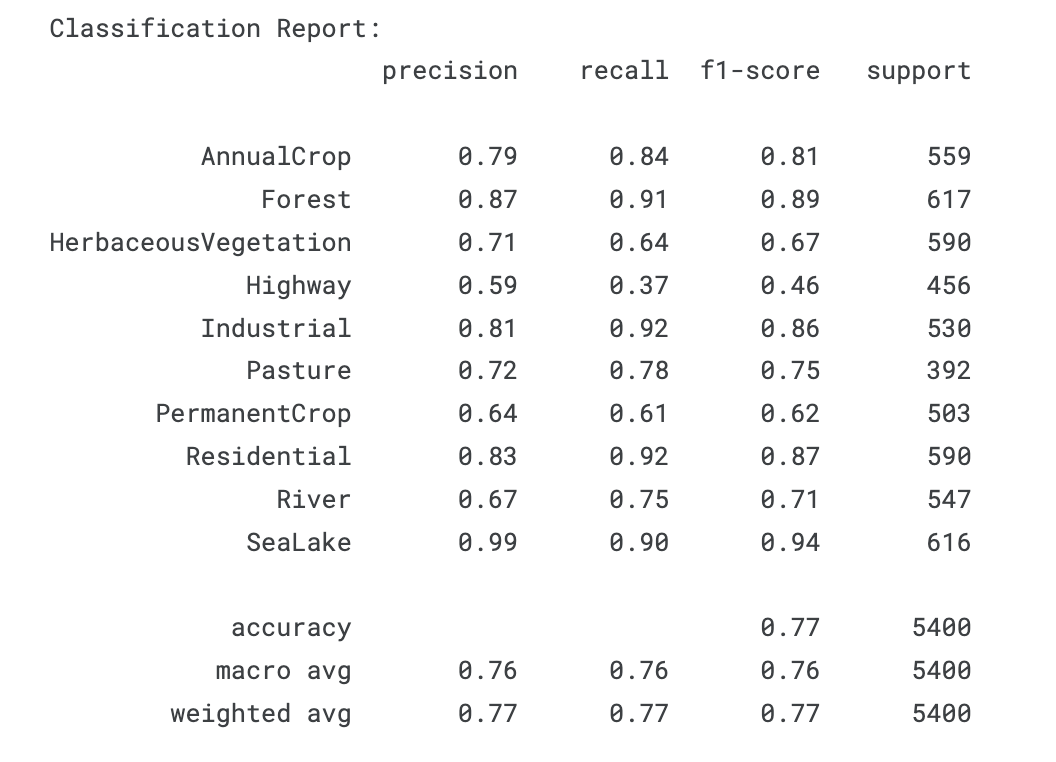 Classification Report:
precision recall f1-score support
AnnualCrop 0.79 0.84 0.81 559
Forest 0.87 0.91 0.89 617
HerbaceousVegetation 0.71 0.64 0.67 590
Highway 0.59 0.37 0.46 456
Industrial 0.81 0.92 0.86 530
Pasture 0.72 0.78 0.75 392
PermanentCrop 0.64 0.61 0.62 503
Residential 0.83 0.92 0.87 590
River 0.67 0.75 0.71 547
SeaLake 0.99 0.90 0.94 616
accuracy 0.77 5400
macro avg 0.76 0.76 0.76 5400
weighted avg 0.77 0.77 0.77 5400